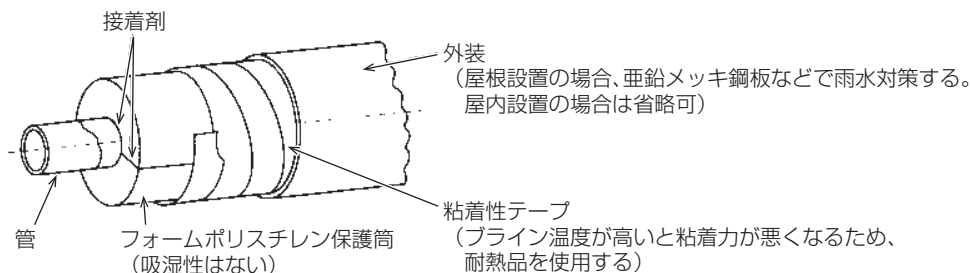 接着剤
外装
（屋根設置の場合、亜鉛メッキ鋼板などで雨水対策する。
屋内設置の場合は省略可）
粘着性テープ
（ブライン温度が高いと粘着力が悪くなるため、
耐熱品を使用する）
管
フォームポリスチレン保護筒
（吸湿性はない）